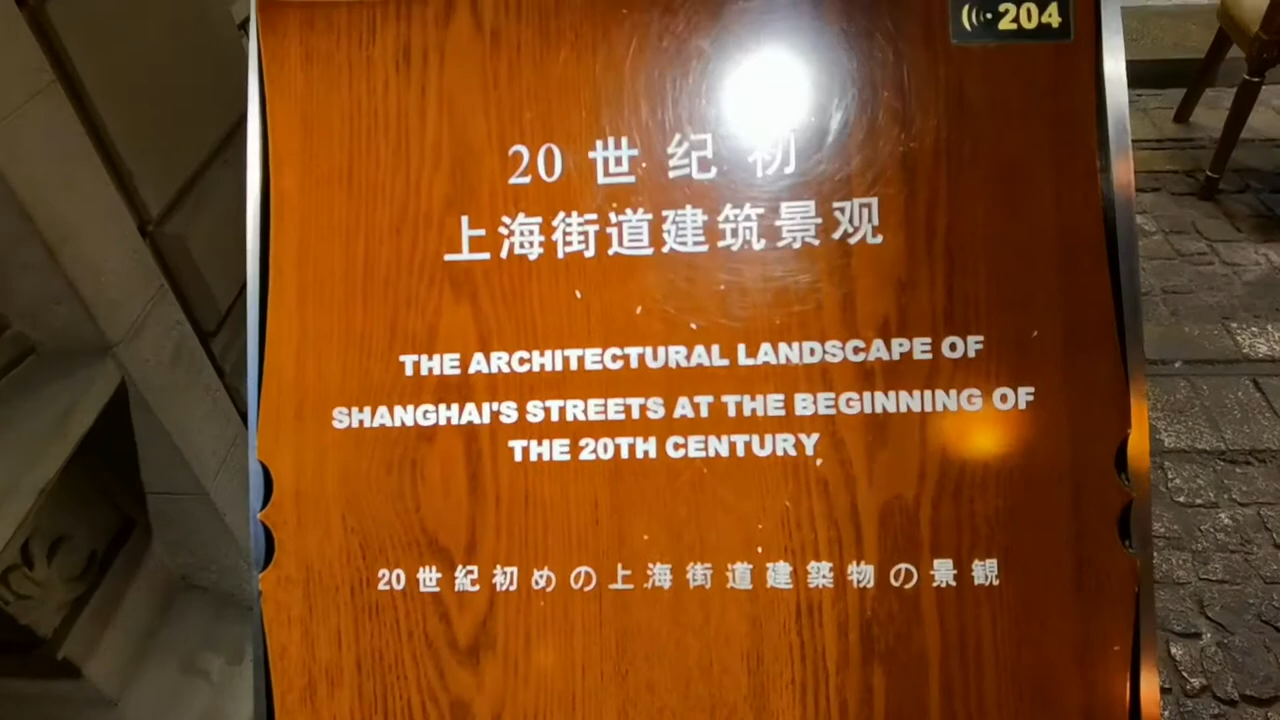 204
20世纪初
上海街道建筑景观
THE ARCHITECTURAL LANDSCAPE OF
SHANGHAI'S STREETS AT THE BEGINNING OF
THE 20TH CENTURY
20世紀初めの上海街道建築物の景観